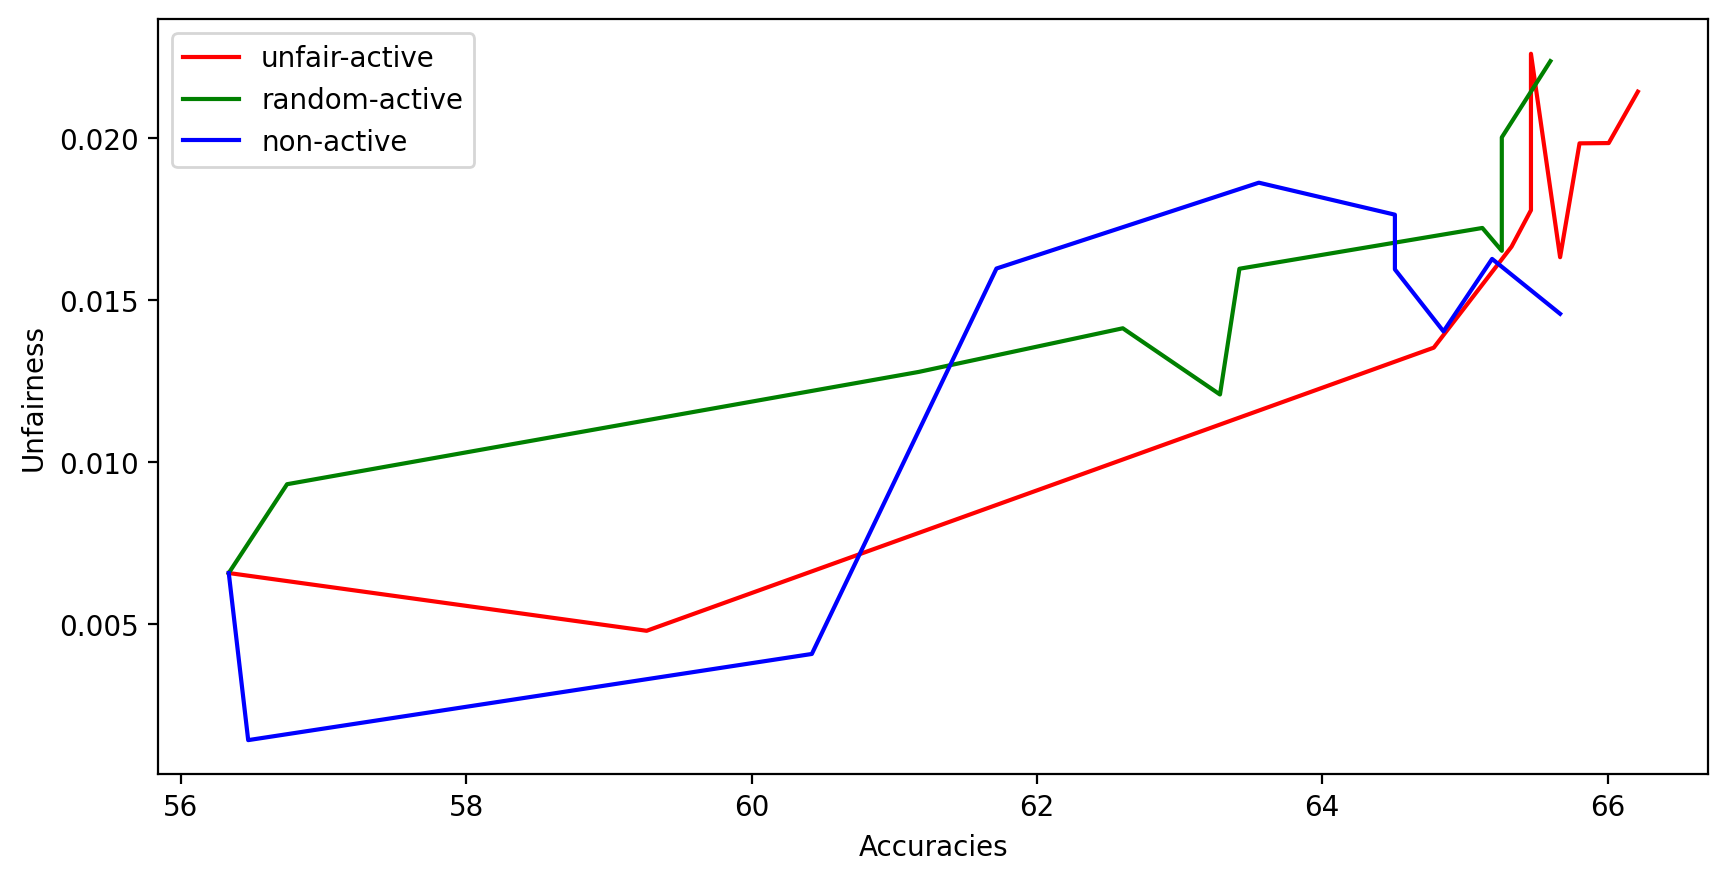 unfair-active
random-active
non-active
0.020
0.015
0.010
0.005
Unfairness
56 58 60 62 64 66
Accuracies